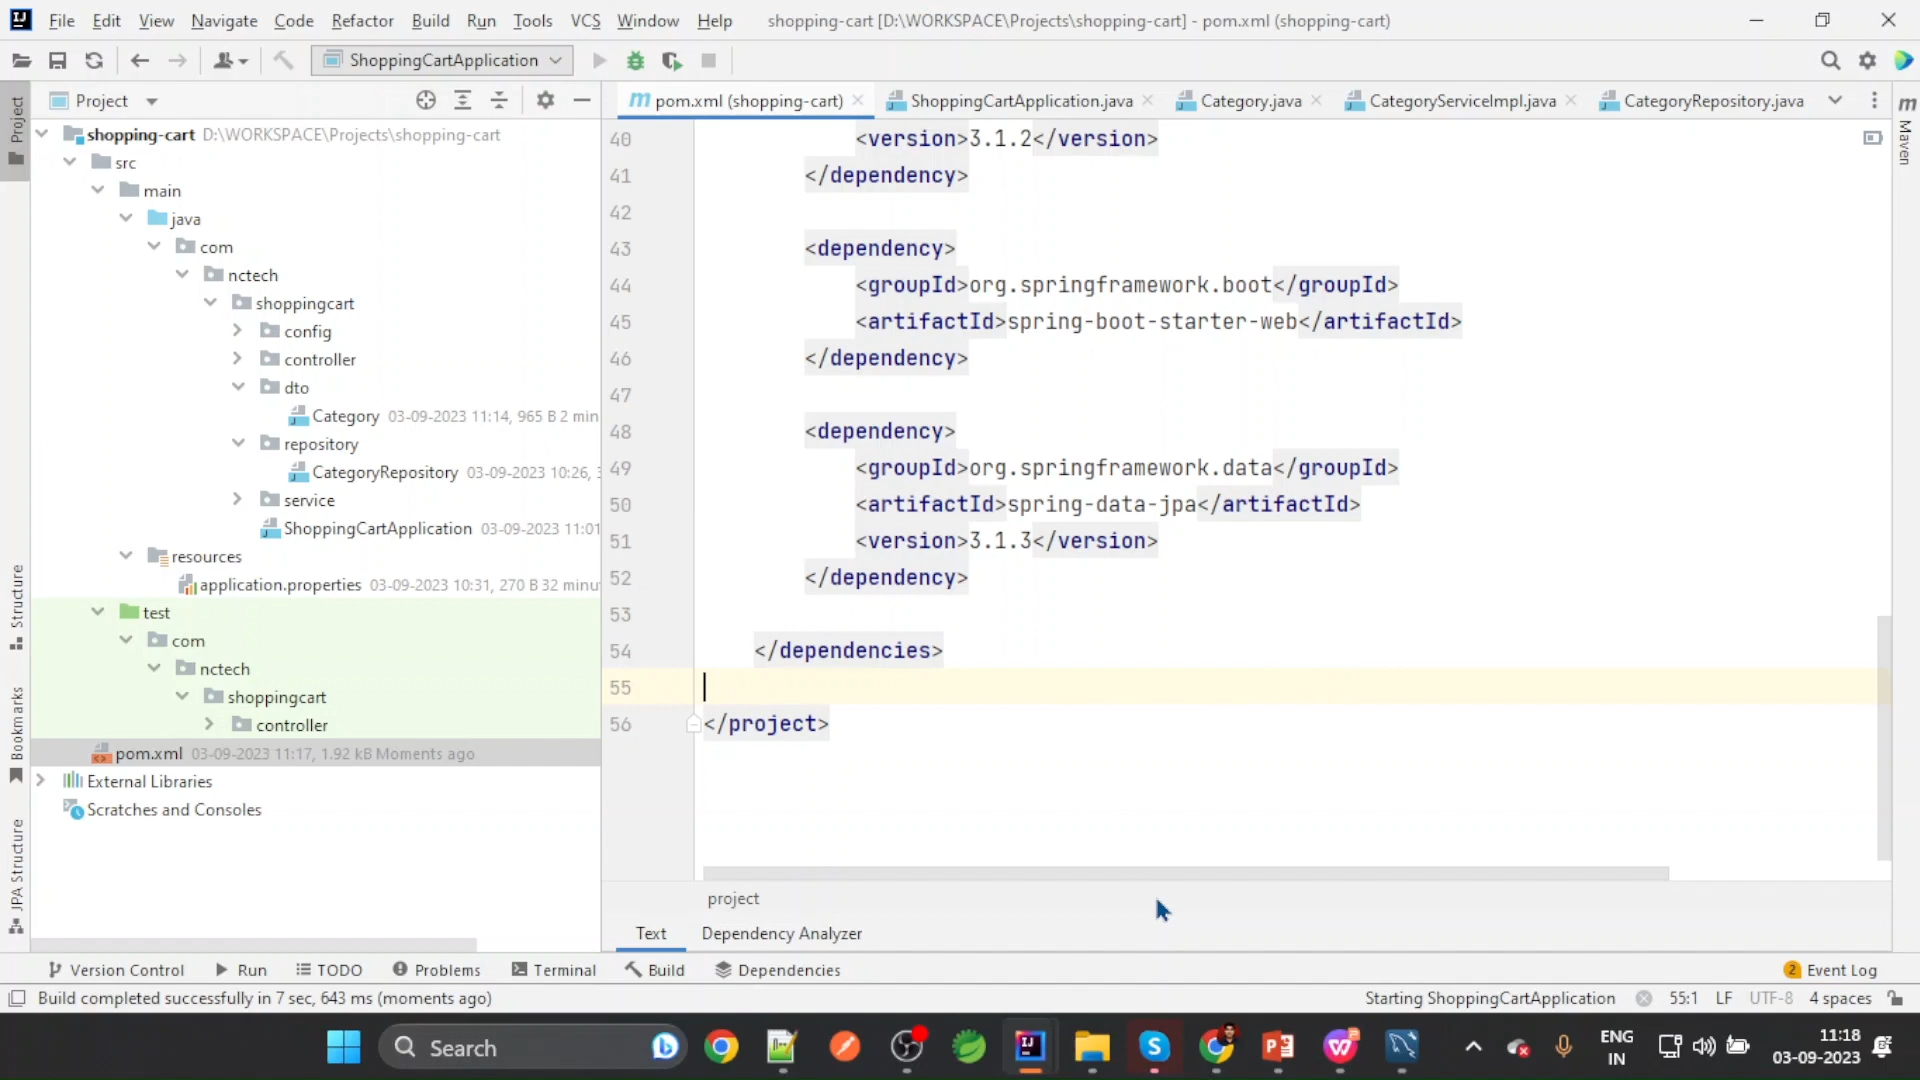 File Edit View Navigate Code Refactor Build Run Tools VCS Window Help shopping-cart [D:\WORKSPACE\Projects\shopping-cart] - pom.xml (shopping-cart)
ShoppingCartApplication
Project
pom.xml (shopping-cart) ShoppingCartApplication.java Category.java CategoryServiceImpl.java CategoryRepository.java
Project
Structure
Bookmarks
JPA Structure
Maven
shopping-cart D:\WORKSPACE\Projects\shopping-cart
src
main
java
com
nctech
shoppingcart
config
controller
dto
Category 03-09-2023 11:14, 965 B 2 min
repository
CategoryRepository 03-09-2023 10:26,
service
ShoppingCartApplication 03-09-2023 11:01
resources
application.properties 03-09-2023 10:31, 270 B 32 minu
test
com
nctech
shoppingcart
controller
pom.xml 03-09-2023 11:17, 1.92 kB Moments ago
External Libraries
Scratches and Consoles
40 <version>3.1.2</version>
41 </dependency>
42
43 <dependency>
44 <groupId>org.springframework.boot</groupId>
45 <artifactId>spring-boot-starter-web</artifactId>
46 </dependency>
47
48 <dependency>
49 <groupId>org.springframework.data</groupId>
50 <artifactId>spring-data-jpa</artifactId>
51 <version>3.1.3</version>
52 </dependency>
53
54 </dependencies>
55
56 </project>
project
Text Dependency Analyzer
Version Control Run TODO Problems Terminal Build Dependencies 2 Event Log
Build completed successfully in 7 sec, 643 ms (moments ago) Starting ShoppingCartApplication 55:1 LF UTF-8 4 spaces
Search
ENG
IN
11:18
03-09-2023